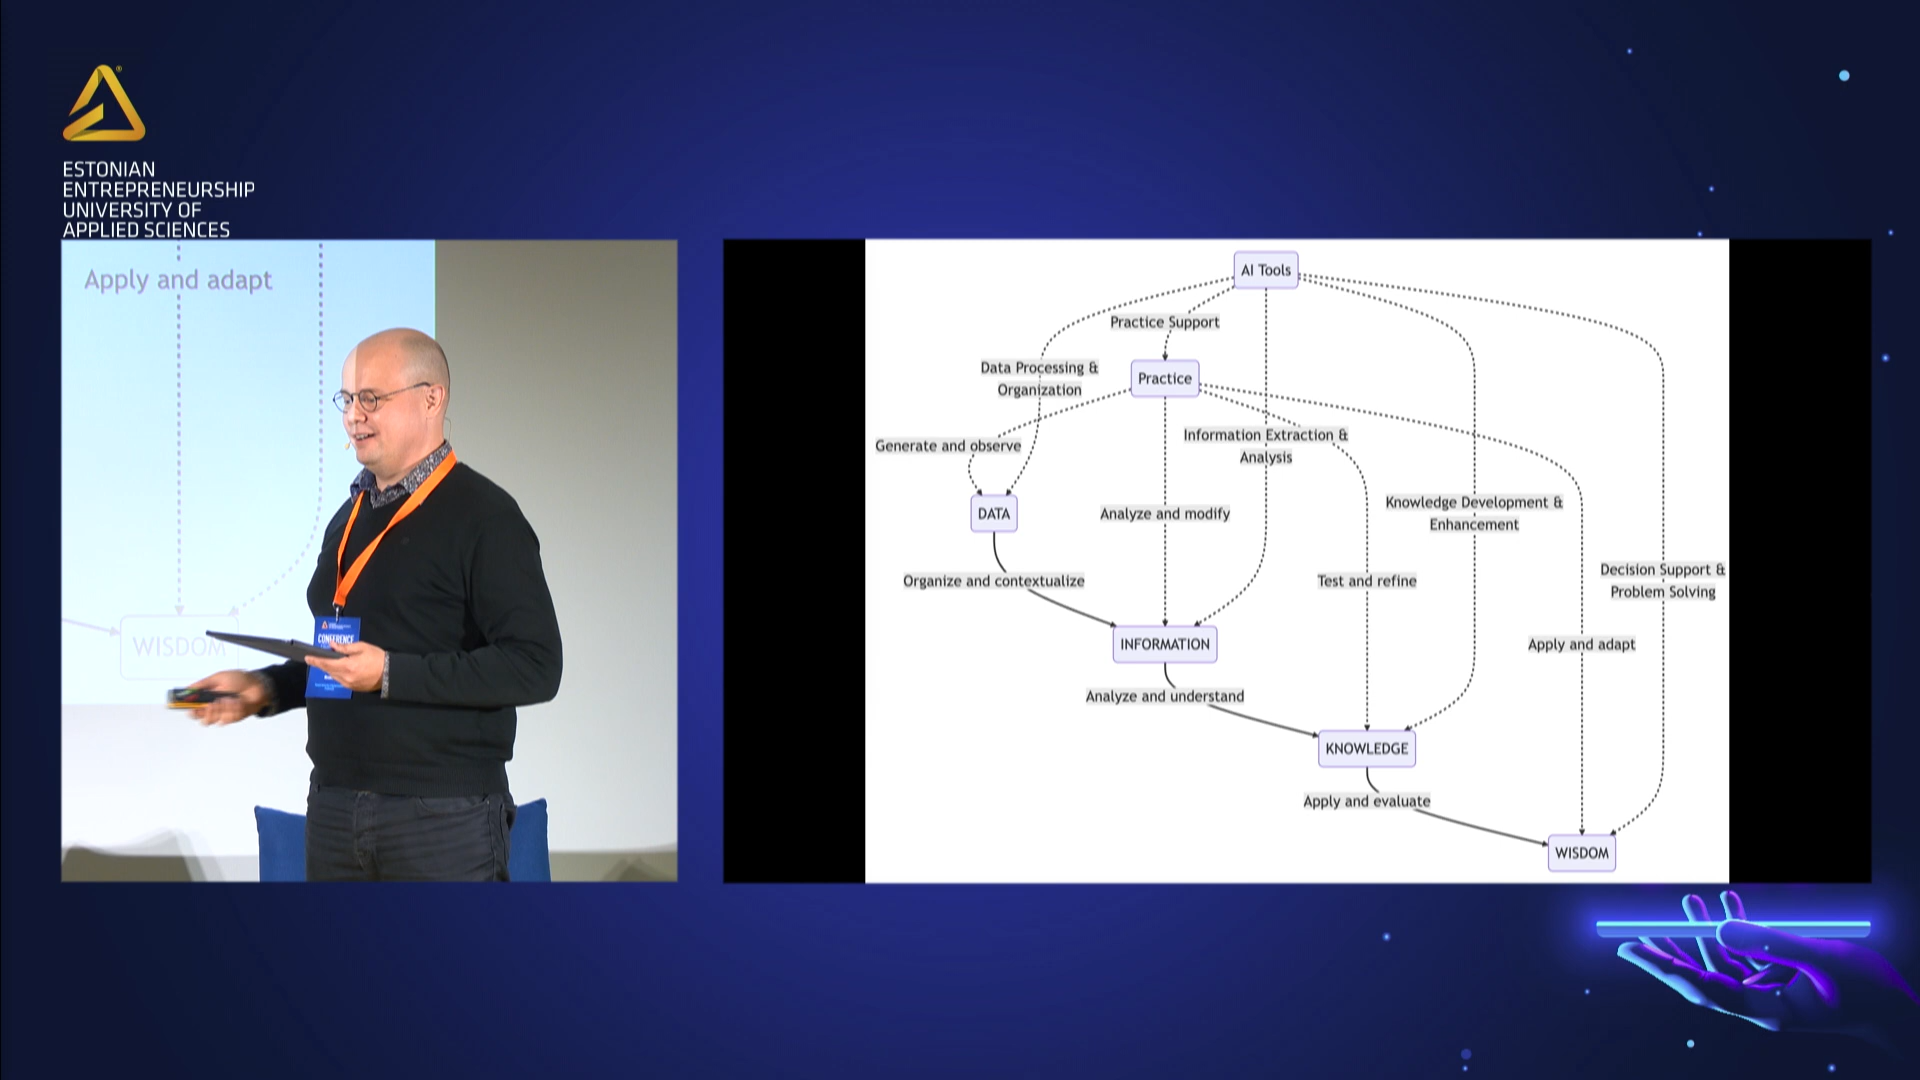 ESTONIAN
ENTREPRENEURSHIP
UNIVERSITY OF
APPLIED SCIENCES
Apply and adapt
WISDOM
CONFERENCE
AI Tools
Practice Support
Data Processing &
Organization
Practice
Generate and observe
Information Extraction &
Analysis
DATA
Analyze and modify
Knowledge Development &
Enhancement
Organize and contextualize
Test and refine
Decision Support &
Problem Solving
INFORMATION
Apply and adapt
Analyze and understand
KNOWLEDGE
Apply and evaluate
WISDOM